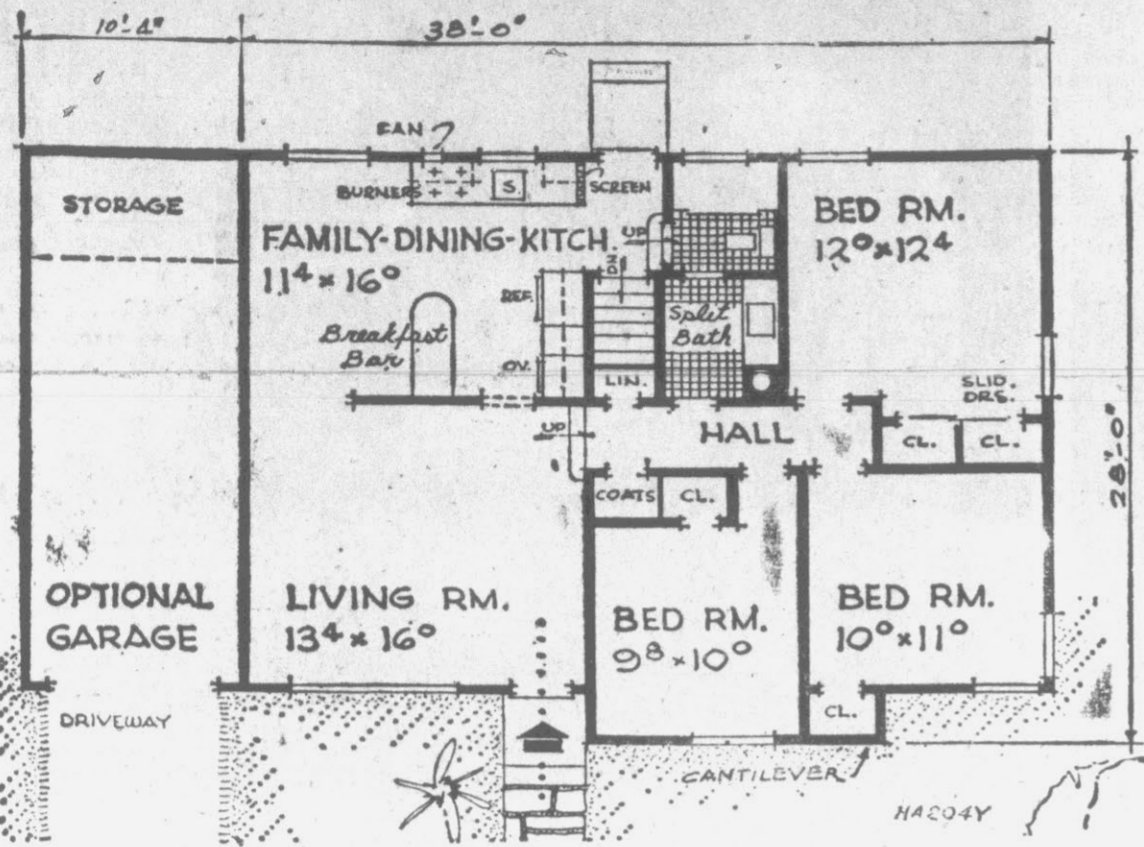 10'-4"
38'-0"
FAN
STORAGE
BURNERS
S.
SCREEN
BED RM.
12⁰ x 12⁴
FAMILY-DINING-KITCH.
11⁴ x 16⁰
UP
DN
REF.
Breakfast
Bar
Split
Bath
OV.
LIN.
SLID.
DRS.
UP
HALL
CL.
CL.
28'-0"
COATS
CL.
OPTIONAL
GARAGE
LIVING RM.
13⁴ x 16⁰
BED RM.
9⁸ x 10⁰
BED RM.
10⁰ x 11⁰
DRIVEWAY
CL.
CANTILEVER
HA204Y